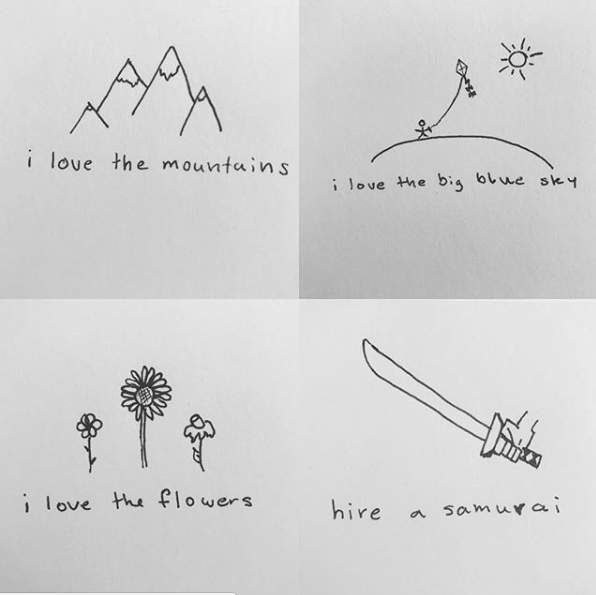 i love the mountains
i love the big blue sky
i love the flowers
hire a samurai